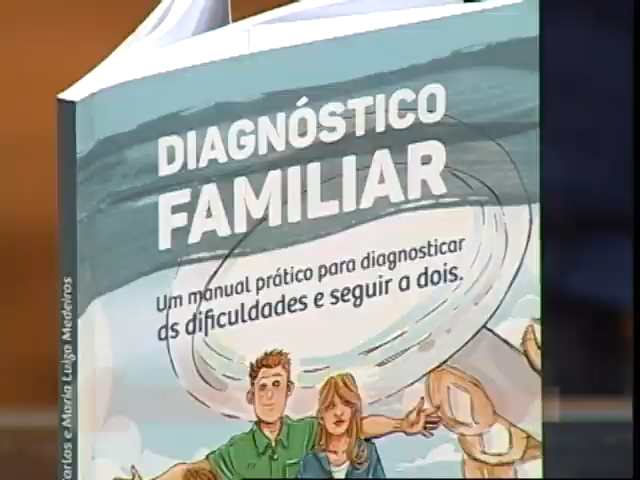 DIAGNÓSTICO
FAMILIAR
Um manual prático para diagnosticar
as dificuldades e seguir a dois.
e Maria Luiza Medeiros